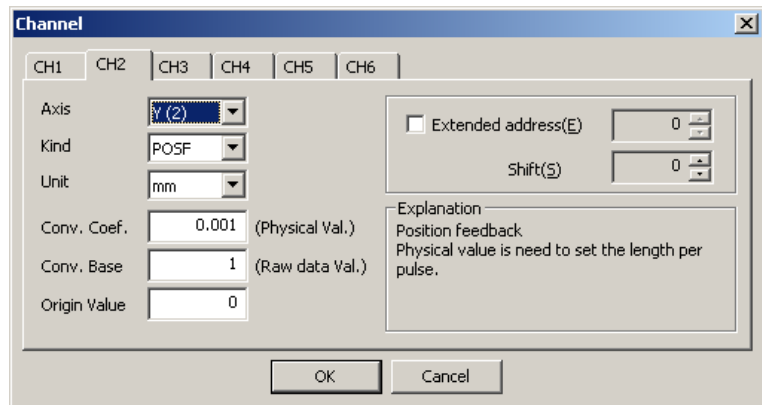 Channel
CH1 CH2 CH3 CH4 CH5 CH6
Axis Y (2)
Kind POSF
Unit mm
Conv. Coef. 0.001 (Physical Val.)
Conv. Base 1 (Raw data Val.)
Origin Value 0
Extended address(E) 0
Shift(S) 0
Explanation
Position feedback
Physical value is need to set the length per
pulse.
OK Cancel